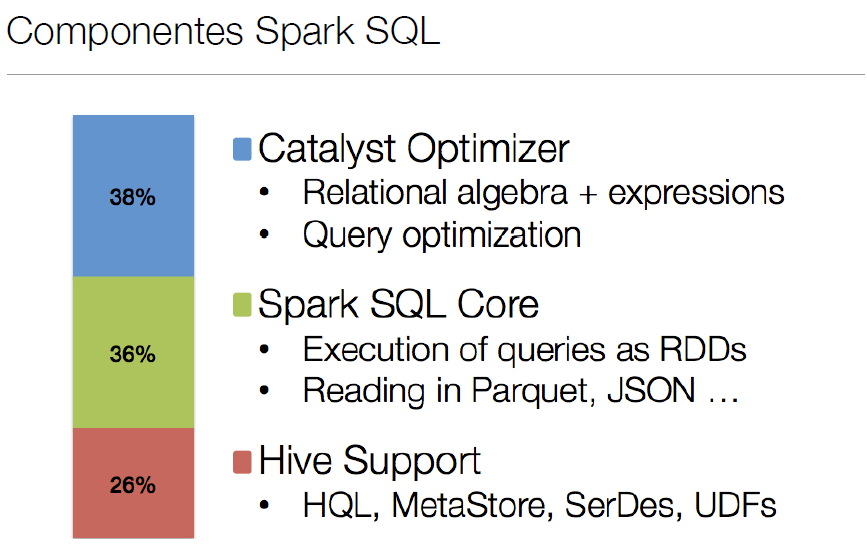 Componentes Spark SQL
38%
Catalyst Optimizer
• Relational algebra + expressions
• Query optimization
36%
Spark SQL Core
• Execution of queries as RDDs
• Reading in Parquet, JSON …
26%
Hive Support
• HQL, MetaStore, SerDes, UDFs